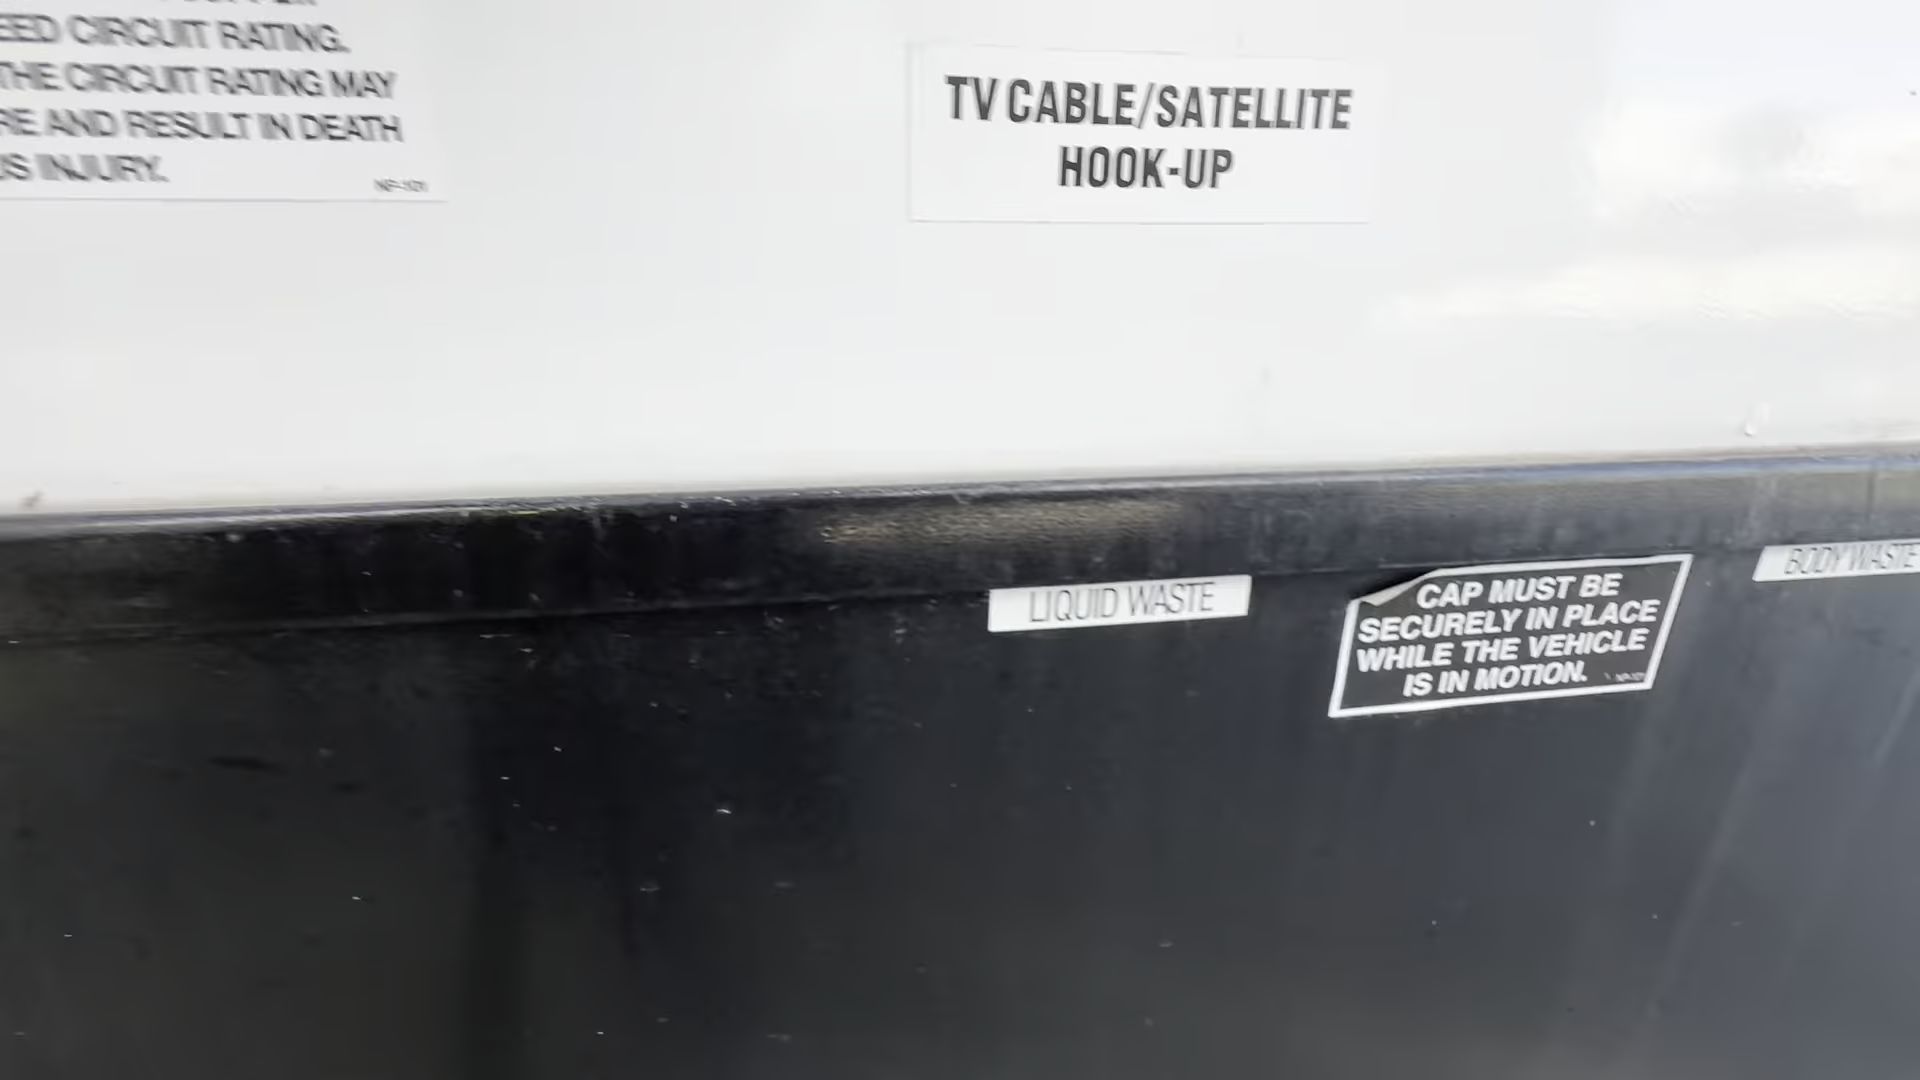 EED CIRCUIT RATING.
THE CIRCUIT RATING MAY
RE AND RESULT IN DEATH
US INJURY.
TV CABLE/SATELLITE
HOOK-UP
LIQUID WASTE
CAP MUST BE
SECURELY IN PLACE
WHILE THE VEHICLE
IS IN MOTION.
BODY WASTE